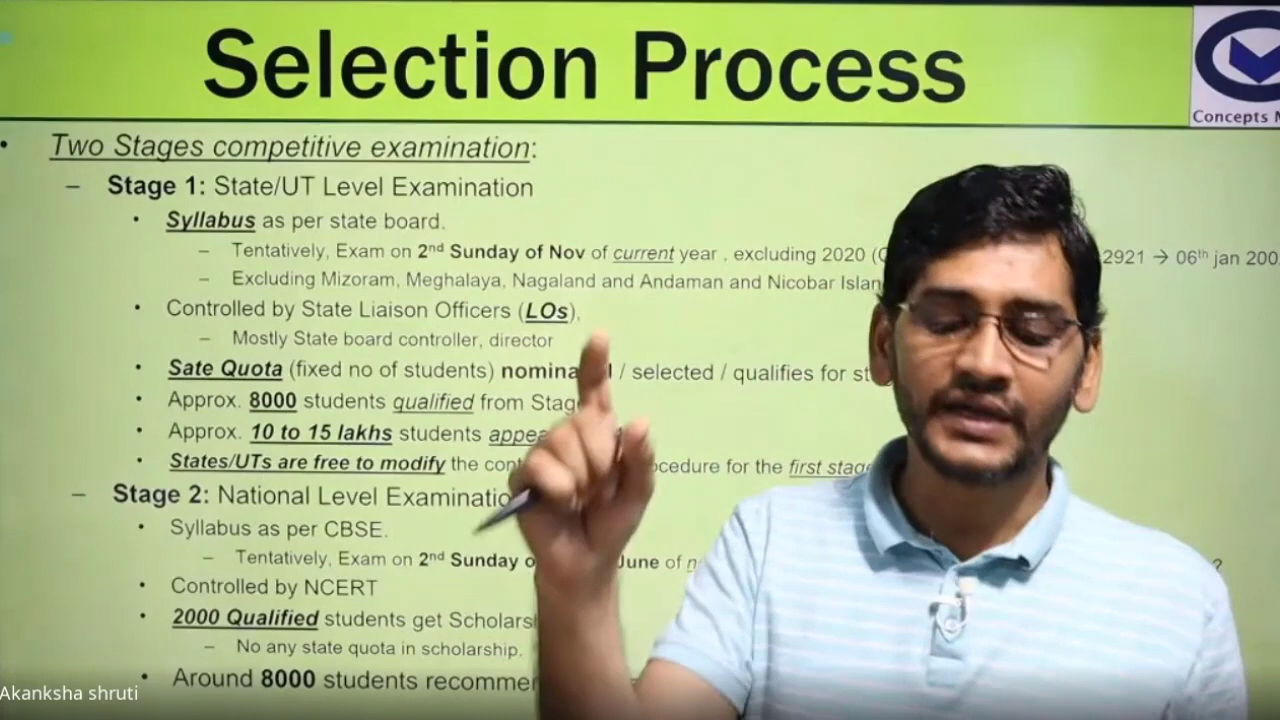 Selection Process
Concepts
• Two Stages competitive examination:
– Stage 1: State/UT Level Examination
• Syllabus as per state board.
– Tentatively, Exam on 2nd Sunday of Nov of current year , excluding 2020 ( 2921 → 06th jan 200
– Excluding Mizoram, Meghalaya, Nagaland and Andaman and Nicobar Islan
• Controlled by State Liaison Officers (LOs),
– Mostly State board controller, director
• Sate Quota (fixed no of students) nomina / selected / qualifies for st
• Approx. 8000 students qualified from Stag
• Approx. 10 to 15 lakhs students appea
• States/UTs are free to modify the con ocedure for the first stage
– Stage 2: National Level Examinatio
• Syllabus as per CBSE.
– Tentatively, Exam on 2nd Sunday o June of n ?
• Controlled by NCERT
• 2000 Qualified students get Scholars
– No any state quota in scholarship.
• Around 8000 students recommen
Akanksha shruti